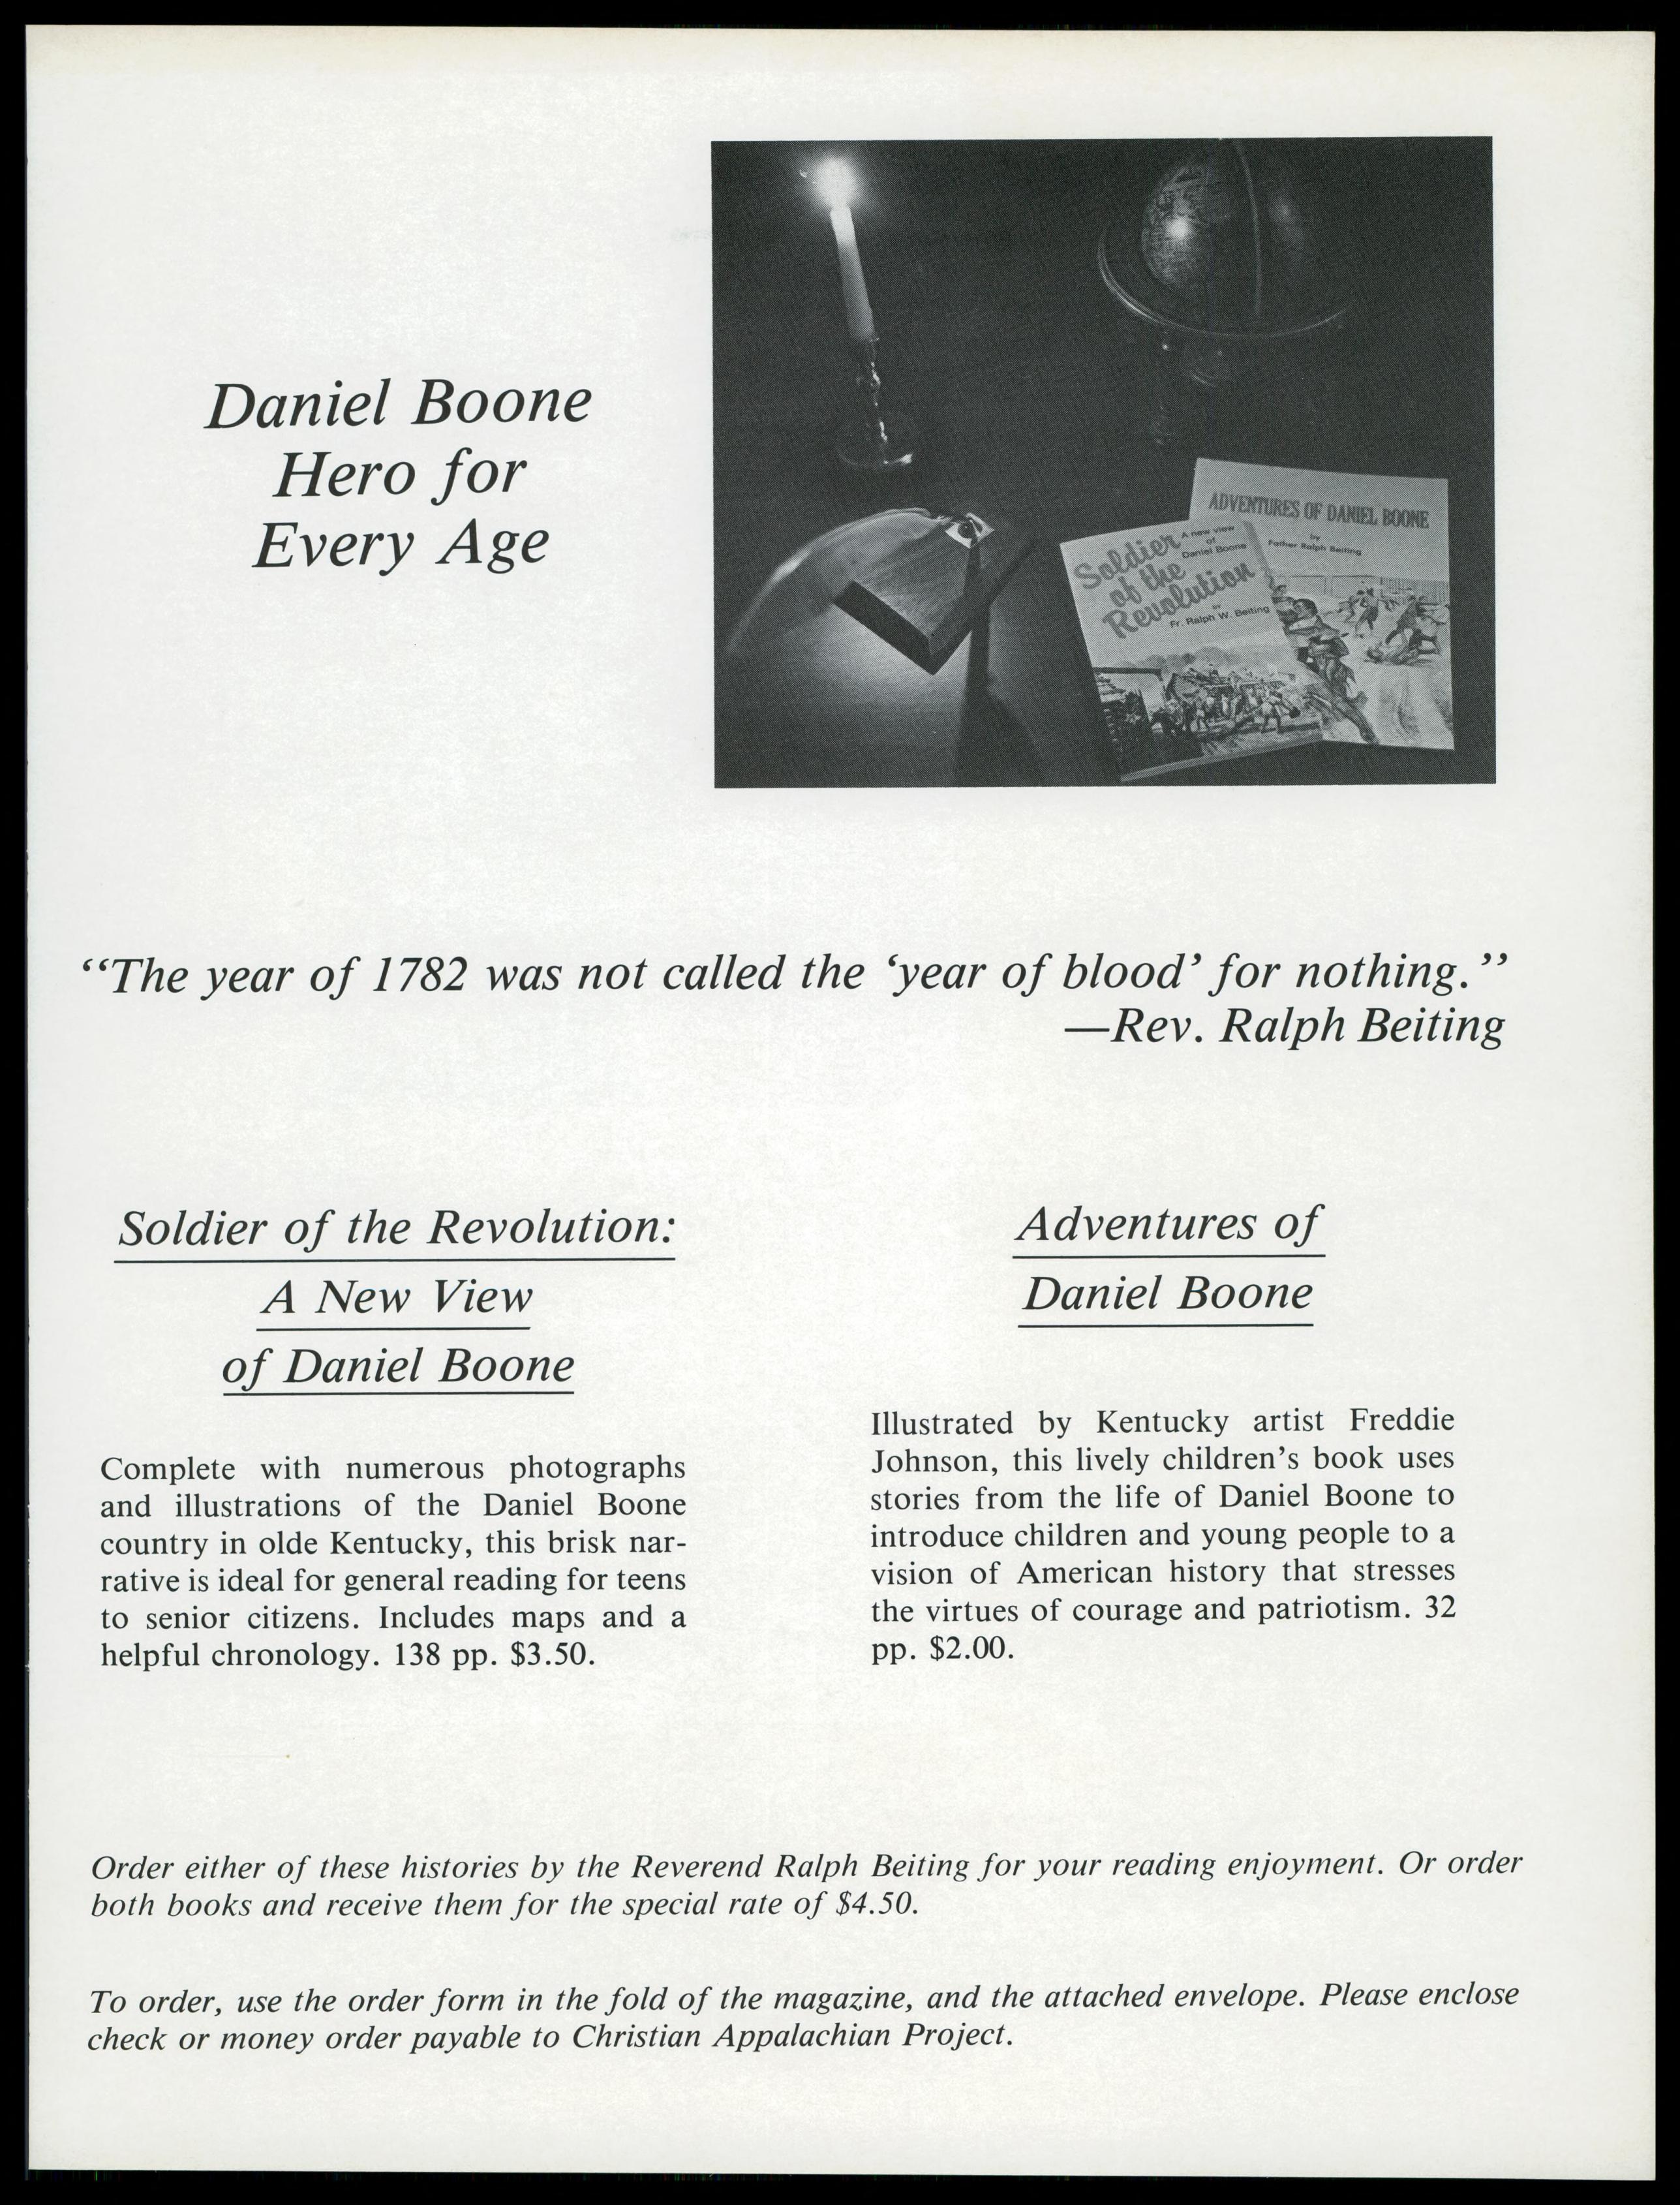 Daniel Boone
Hero for
Every Age
ADVENTURES OF DANIEL BOONE
by
Father Ralph Beiting
A new view
of
Daniel Boone
Soldier
of the
Revolution
by
Fr. Ralph W. Beiting
“The year of 1782 was not called the ‘year of blood’ for nothing.”
—Rev. Ralph Beiting
Soldier of the Revolution:
A New View
of Daniel Boone
Complete with numerous photographs
and illustrations of the Daniel Boone
country in olde Kentucky, this brisk nar-
rative is ideal for general reading for teens
to senior citizens. Includes maps and a
helpful chronology. 138 pp. $3.50.
Adventures of
Daniel Boone
Illustrated by Kentucky artist Freddie
Johnson, this lively children’s book uses
stories from the life of Daniel Boone to
introduce children and young people to a
vision of American history that stresses
the virtues of courage and patriotism. 32
pp. $2.00.
Order either of these histories by the Reverend Ralph Beiting for your reading enjoyment. Or order
both books and receive them for the special rate of $4.50.
To order, use the order form in the fold of the magazine, and the attached envelope. Please enclose
check or money order payable to Christian Appalachian Project.